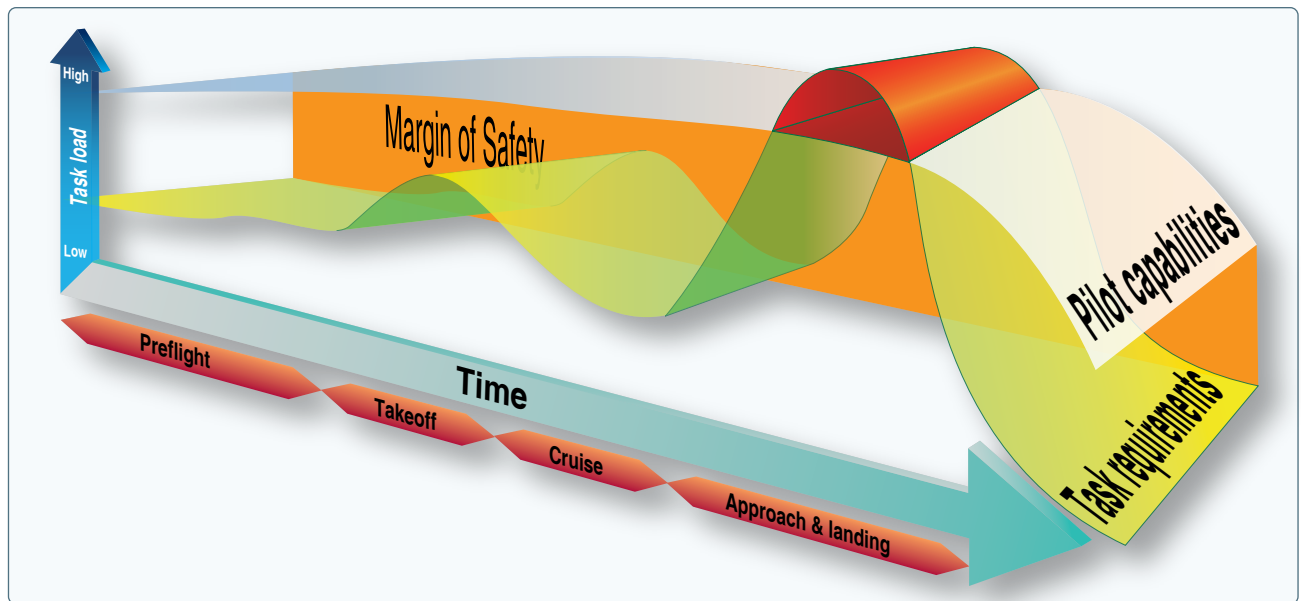 High
Task load
Low
Margin of Safety
Pilot capabilities
Task requirements
Time
Preflight
Takeoff
Cruise
Approach & landing